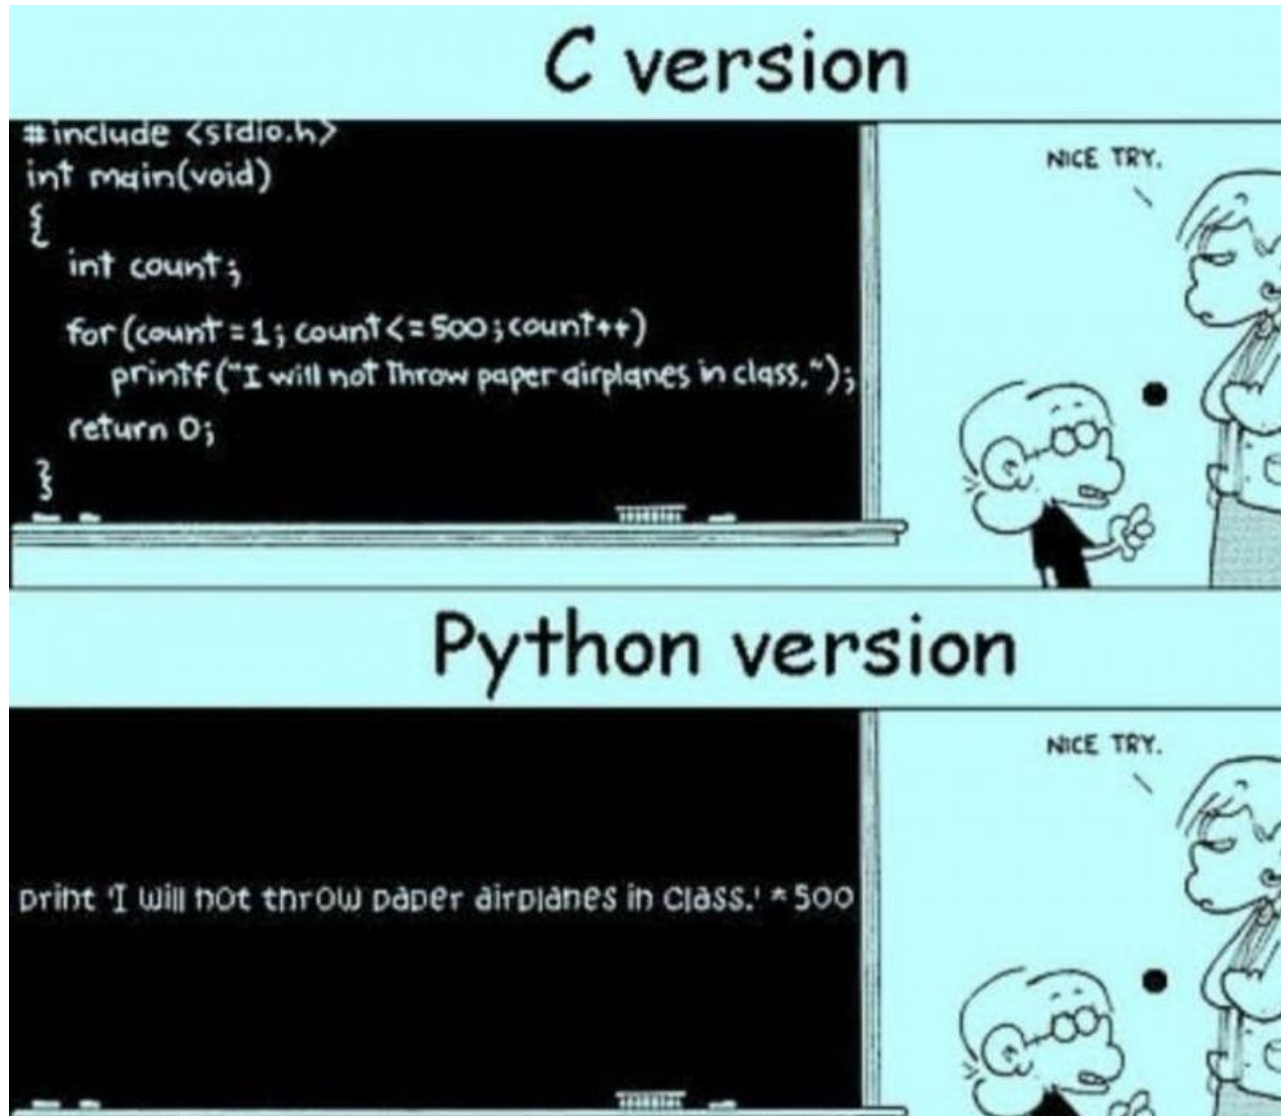 C version
#include <stdio.h>
int main(void)
{
int count;
for (count = 1; count <= 500; count++)
printf("I will not Throw paper airplanes in class.");
return 0;
}
NICE TRY.
Python version
print 'I will not throw paper airplanes in class.' * 500
NICE TRY.